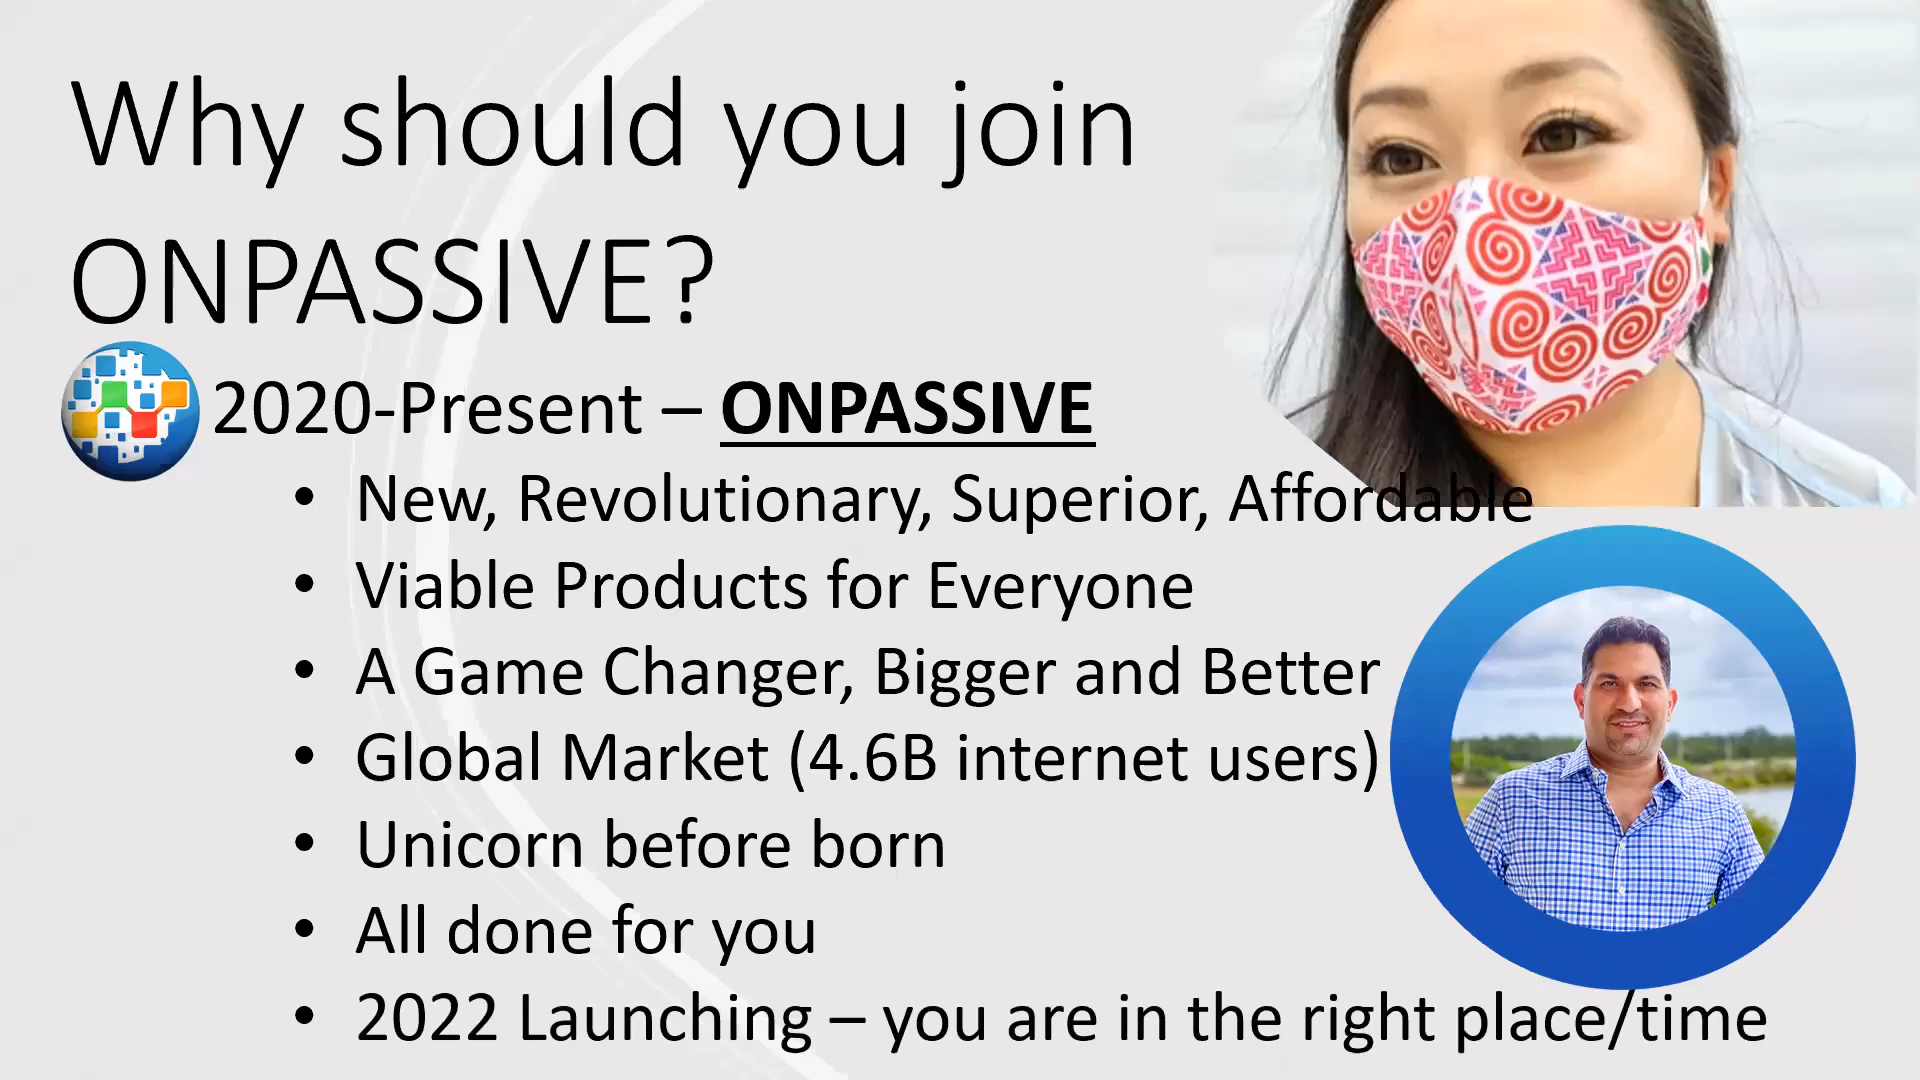 Why should you join
ONPASSIVE?
2020-Present – ONPASSIVE
• New, Revolutionary, Superior, Affordable
• Viable Products for Everyone
• A Game Changer, Bigger and Better
• Global Market (4.6B internet users)
• Unicorn before born
• All done for you
• 2022 Launching – you are in the right place/time